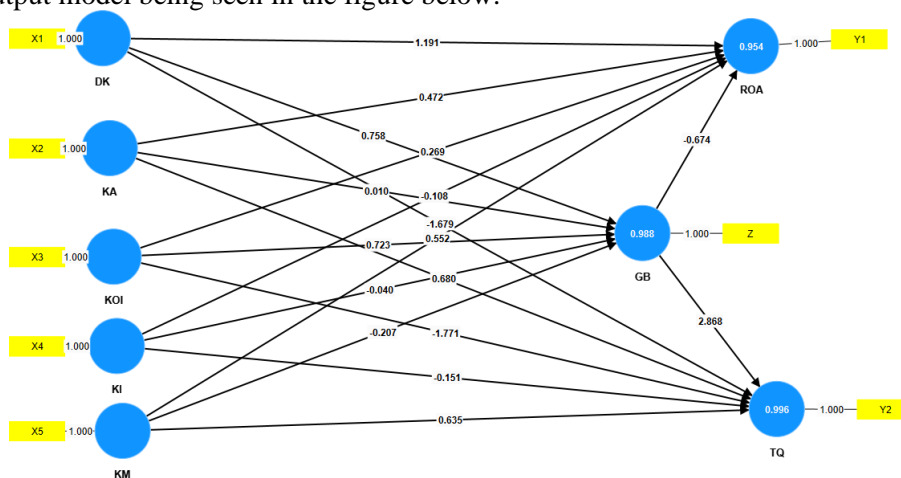 output model being seen in the figure below.
X1 1.000
DK
1.191
0.954
1.000 Y1
ROA
0.472
X2 1.000
KA
0.758
0.269
-0.674
0.010 -0.108
-1.679
0.988
1.000 Z
GB
X3 1.000
KOI
0.723 0.552
-0.040 0.680
2.868
X4 1.000
KI
-0.207 -1.771
-0.151
X5 1.000
KM
0.635
0.996
1.000 Y2
TQ